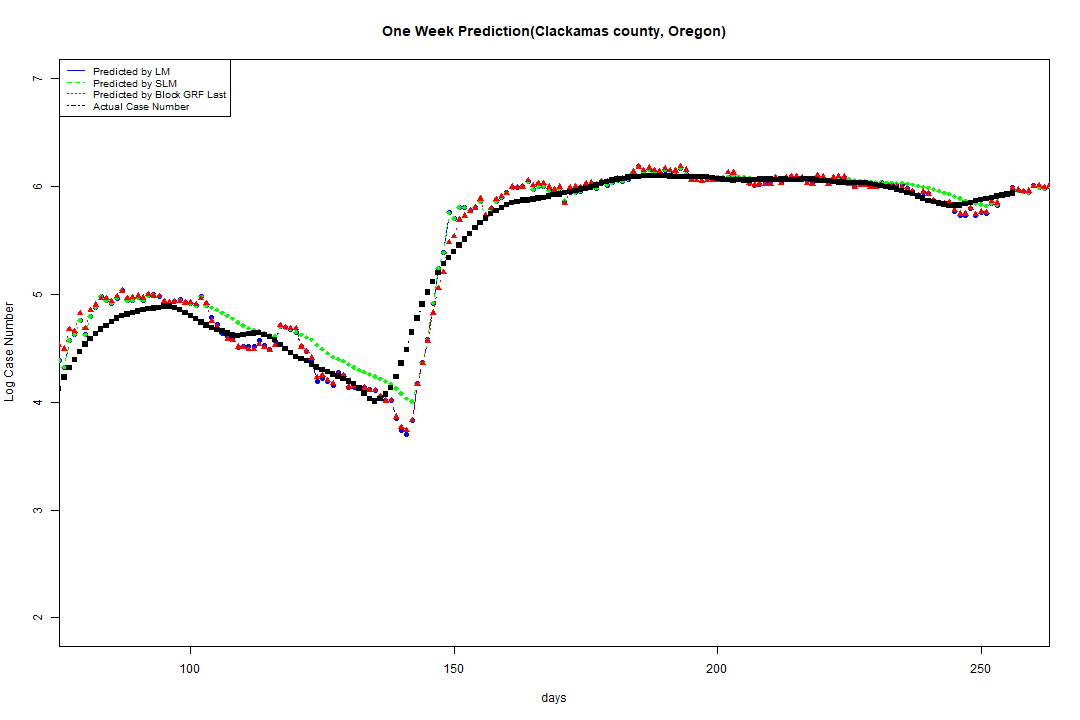 One Week Prediction(Clackamas county, Oregon)
Predicted by LM
Predicted by SLM
Predicted by Block GRF Last
Actual Case Number
7
6
5
4
3
2
Log Case Number
100 150 200 250
days